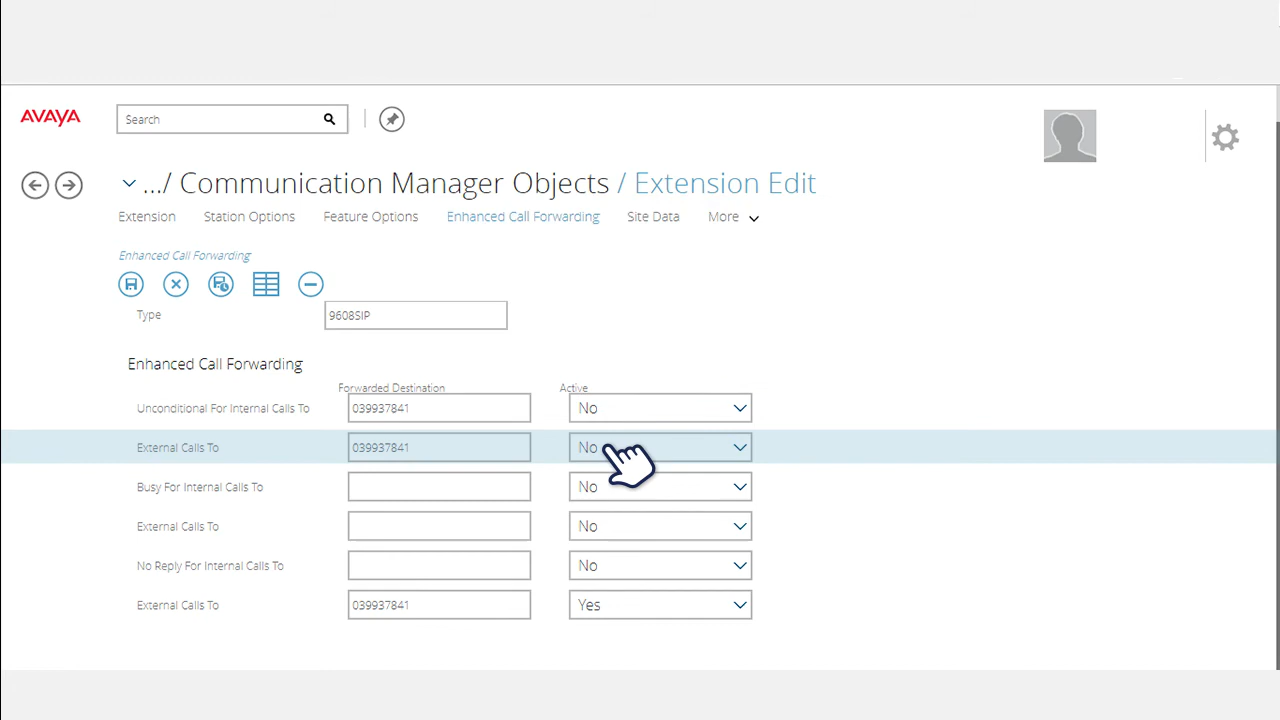 AVAYA
Search
.../ Communication Manager Objects / Extension Edit
Extension Station Options Feature Options Enhanced Call Forwarding Site Data More
Enhanced Call Forwarding
Type 9608SIP
Enhanced Call Forwarding
Forwarded Destination Active
Unconditional For Internal Calls To 039937841 No
External Calls To 039937841 No
Busy For Internal Calls To No
External Calls To No
No Reply For Internal Calls To No
External Calls To 039937841 Yes